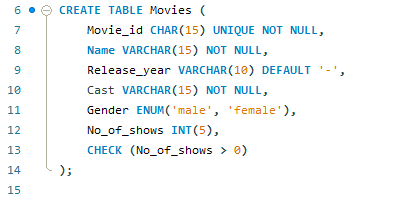 6 CREATE TABLE Movies (
7 Movie_id CHAR(15) UNIQUE NOT NULL,
8 Name VARCHAR(15) NOT NULL,
9 Release_year VARCHAR(10) DEFAULT '-',
10 Cast VARCHAR(15) NOT NULL,
11 Gender ENUM('male', 'female'),
12 No_of_shows INT(5),
13 CHECK (No_of_shows > 0)
14 );
15